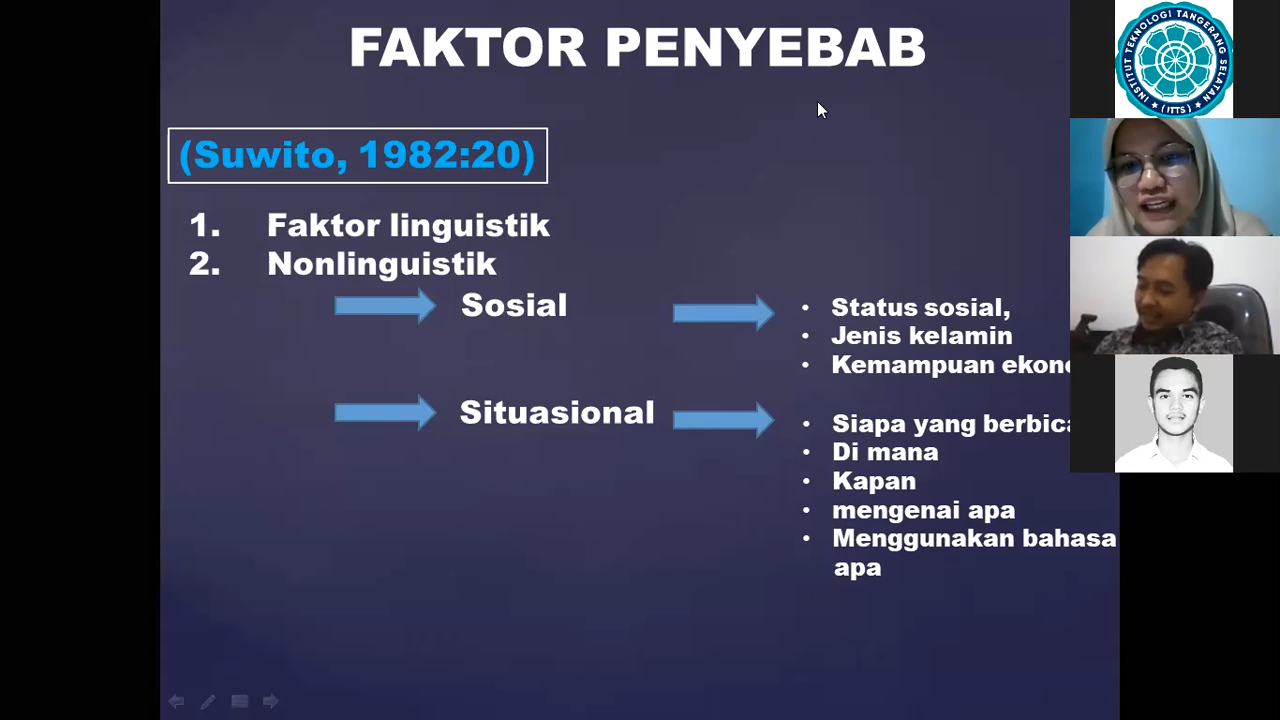 FAKTOR PENYEBAB
(Suwito, 1982:20)
1. Faktor linguistik
2. Nonlinguistik
Sosial
• Status sosial,
• Jenis kelamin
• Kemampuan
Situasional
• Siapa yang
• Di mana
• Kapan
• mengenai apa
• Menggunakan bahasa
apa
INSTITUT TEKNOLOGI TANGERANG SELATAN
(ITTS)